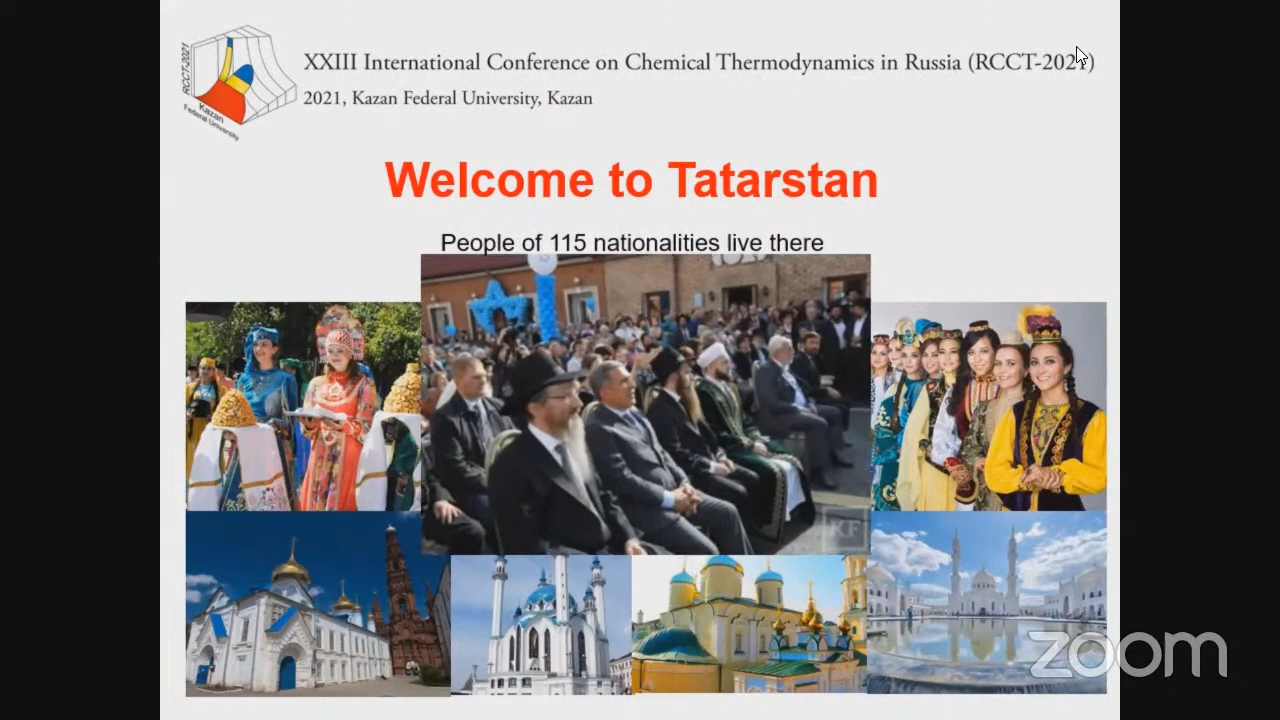 RCCT-2021
Kazan
Federal University
XXIII International Conference on Chemical Thermodynamics in Russia (RCCT-2021)
2021, Kazan Federal University, Kazan
Welcome to Tatarstan
People of 115 nationalities live there
KF
zoom